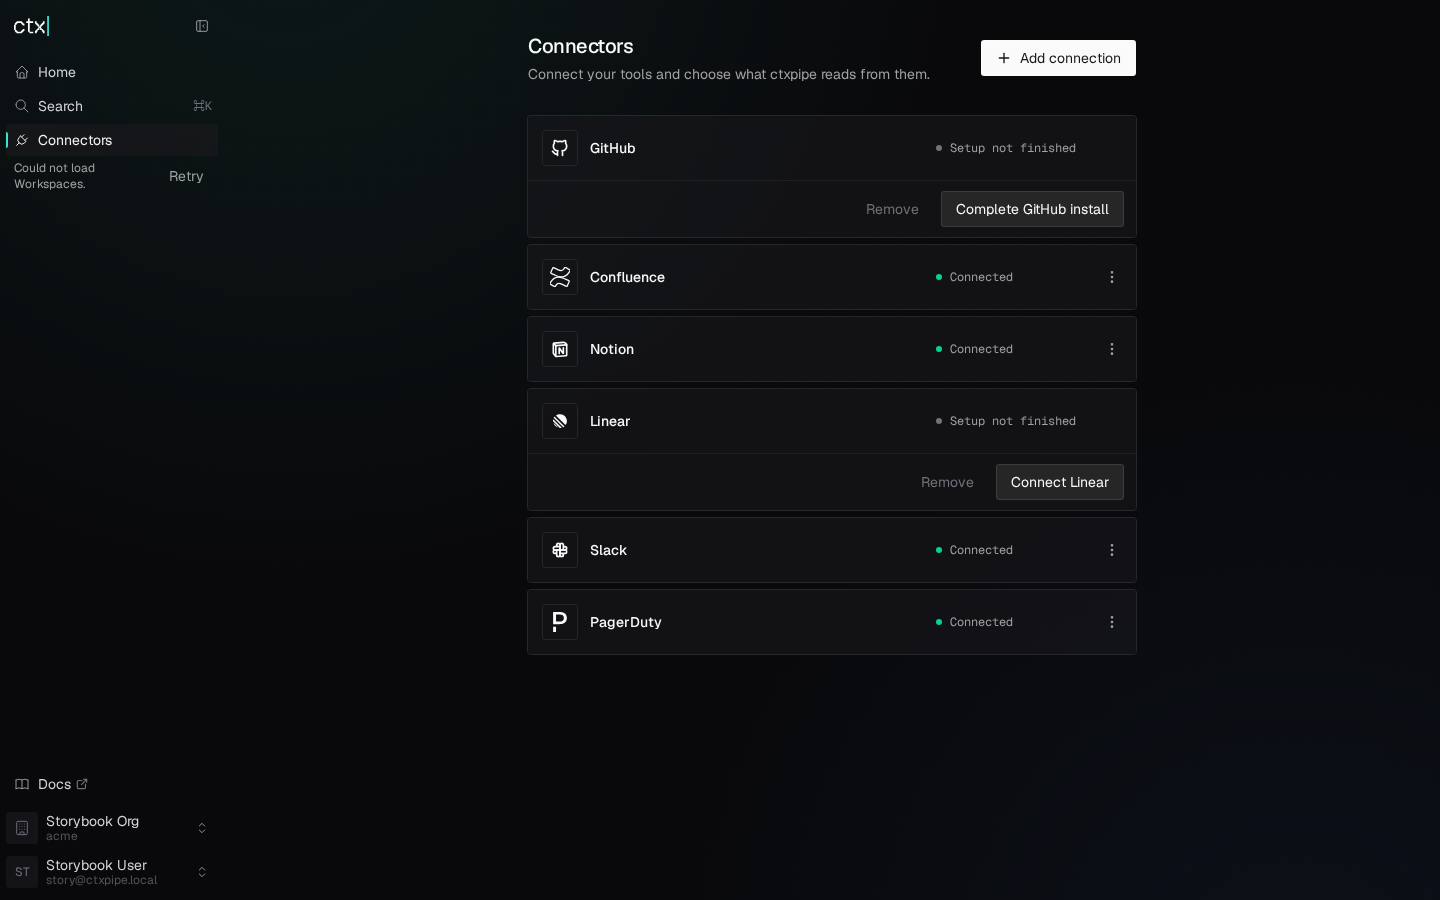 ctx
Home
Search ⌘K
Connectors
Could not load
Workspaces.
Retry
Connectors
Connect your tools and choose what ctxpipe reads from them.
Add connection
GitHub
Setup not finished
Remove
Complete GitHub install
Confluence
Connected
Notion
Connected
Linear
Setup not finished
Remove
Connect Linear
Slack
Connected
PagerDuty
Connected
Docs
Storybook Org
acme
ST
Storybook User
story@ctxpipe.local